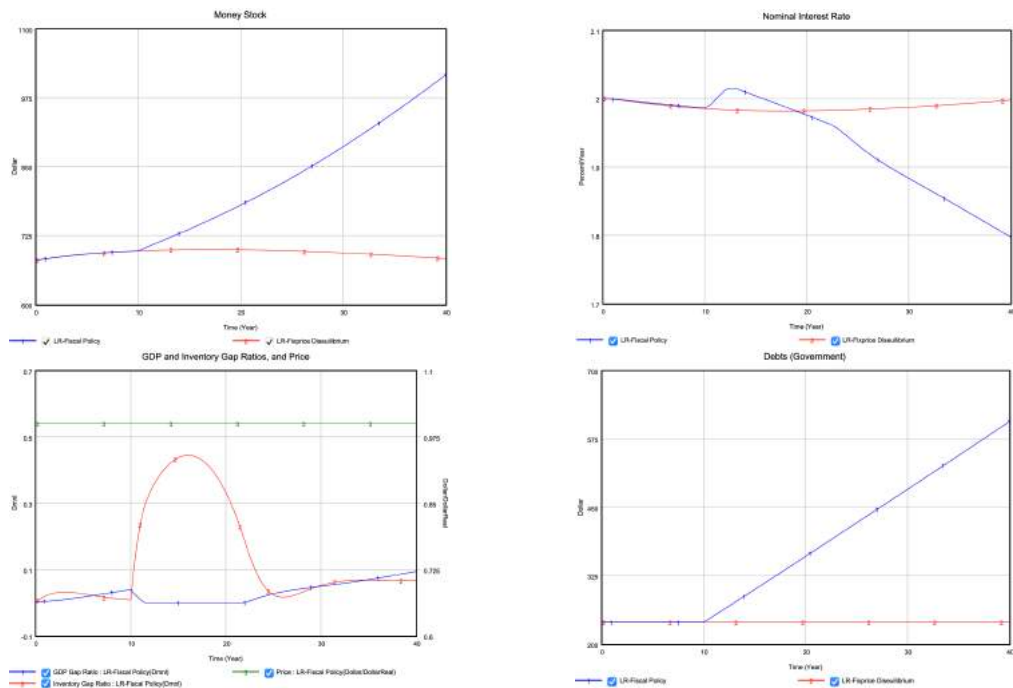 Money Stock
1100
975
850
725
600
Dollar
0
10
20
30
40
Time (Year)
LR-Fiscal Policy
LR-Fixprice Disequilibrium
Nominal Interest Rate
2.1
2
1.9
1.8
1.7
Percent/Year
0
10
20
30
40
Time (Year)
LR-Fiscal Policy
LR-Fixprice Disequilibrium
GDP and Inventory Gap Ratios, and Price
0.7
0.5
0.3
0.1
-0.1
Dmnl
1.1
0.975
0.85
0.725
0.6
Dollar/DollarReal
0
10
20
30
40
Time (Year)
GDP Gap Ratio : LR-Fiscal Policy(Dmnl)
Inventory Gap Ratio : LR-Fiscal Policy(Dmnl)
Price : LR-Fiscal Policy(Dollar/DollarReal)
Debts (Government)
575
Dollar
0
10
20
30
40
Time (Year)
LR-Fiscal Policy
LR-Fixprice Disequilibrium